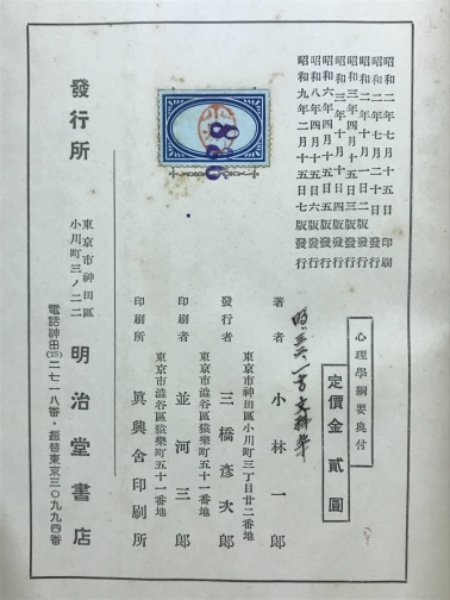 昭和二年七月十五日印刷
昭和二年七月二十日發行
昭和二年十月一日二版發行
昭和三年四月十五日三版發行
昭和三年十月十日四版發行
昭和六年四月十五日五版發行
昭和八年四月十五日六版發行
昭和九年二月十五日七版發行
心理學綱要奧付
定價金貳圓
著者 小林一郎
東京市神田區小川町三丁目廿二番地
發行者 三橋彥次郎
東京市澁谷區猿樂町五十一番地
印刷者 並河三郎
東京市澁谷區猿樂町五十一番地
印刷所 眞興舍印刷所
發行所
東京市神田區
小川町三ノ二二
明治堂書店
電話神田(25)二七一八番・振替東京三〇九九四番